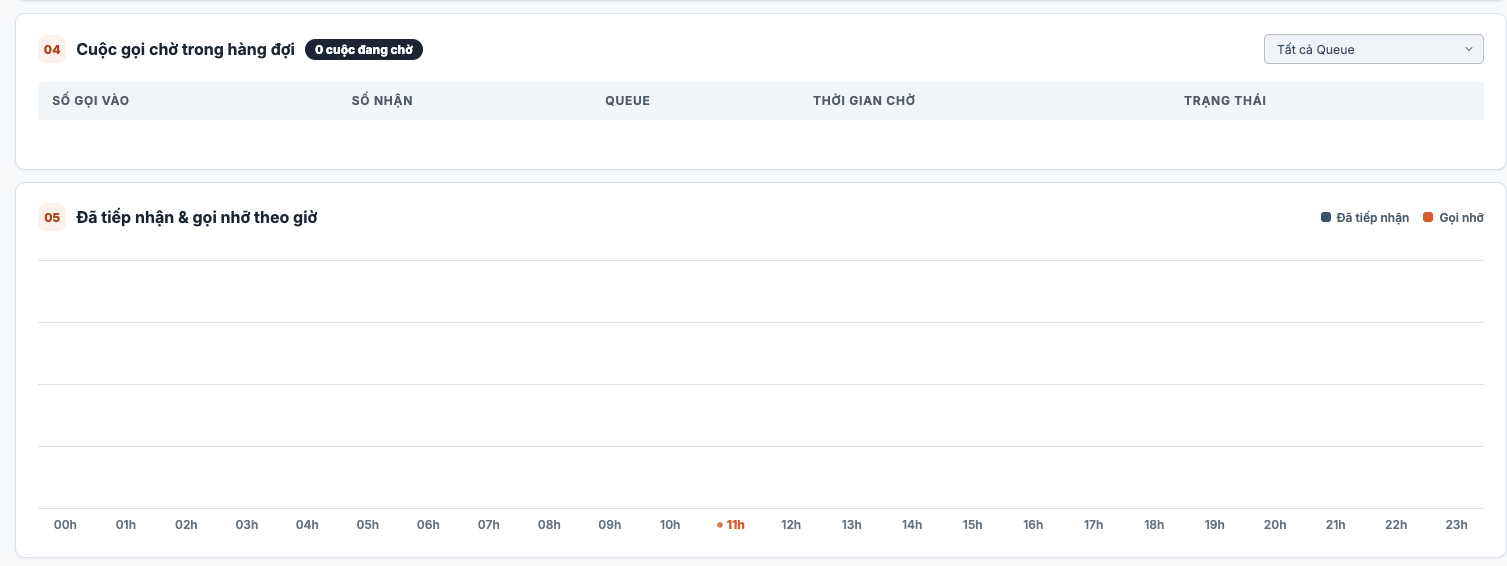 04 Cuộc gọi chờ trong hàng đợi 0 cuộc đang chờ Tất cả Queue
SỐ GỌI VÀO SỐ NHẬN QUEUE THỜI GIAN CHỜ TRẠNG THÁI
05 Đã tiếp nhận & gọi nhỡ theo giờ Đã tiếp nhận Gọi nhỡ
00h 01h 02h 03h 04h 05h 06h 07h 08h 09h 10h 11h 12h 13h 14h 15h 16h 17h 18h 19h 20h 21h 22h 23h